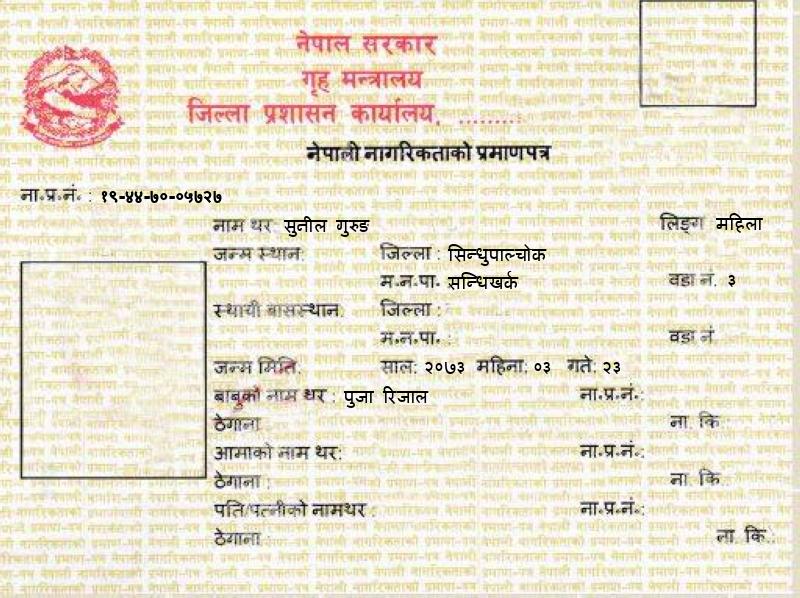 नेपाल सरकार
गृह मन्त्रालय
जिल्ला प्रशासन कार्यालय, ........
नेपाली नागरिकताको प्रमाणपत्र
ना.प्र.नं. : १९-४४-७०-०५७२७
नाम थर: सुनील गुरुङ लिङ्ग महिला
जन्म स्थान: जिल्ला : सिन्धुपाल्चोक
म.न.पा. सन्धिखर्क वडा नं. ३
स्थायी बासस्थान: जिल्ला :
म.न.पा. : वडा नं.
जन्म मिति: साल: २०७३ महिना: ०३ गते: २३
बाबुको नाम थर : पुजा रिजाल ना.प्र.नं.:
ठेगाना : ना. कि.:
आमाको नाम थर: ना.प्र.नं.:
ठेगाना : ना. कि.
पति/पत्नीको नामथर : ना.प्र.नं.:
ठेगाना : ना. कि.: